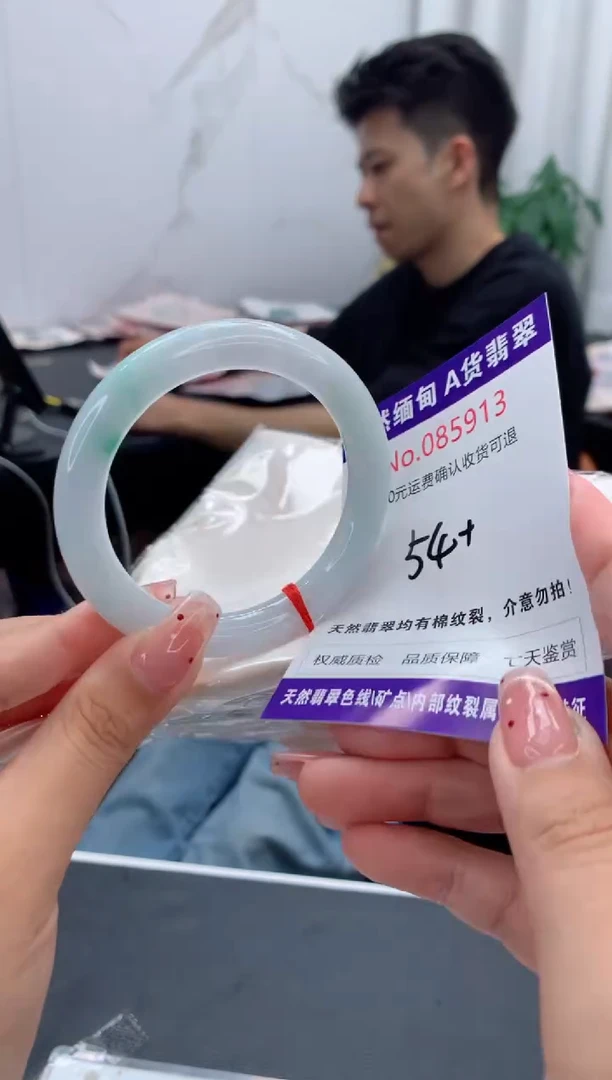 然缅甸 A货翡翠
No.085913
0元运费确认收货可退
54+
天然翡翠均有棉纹裂，介意勿拍！
权威质检 品质保障 七天鉴赏
天然翡翠色线\矿点\内部纹裂属 特征